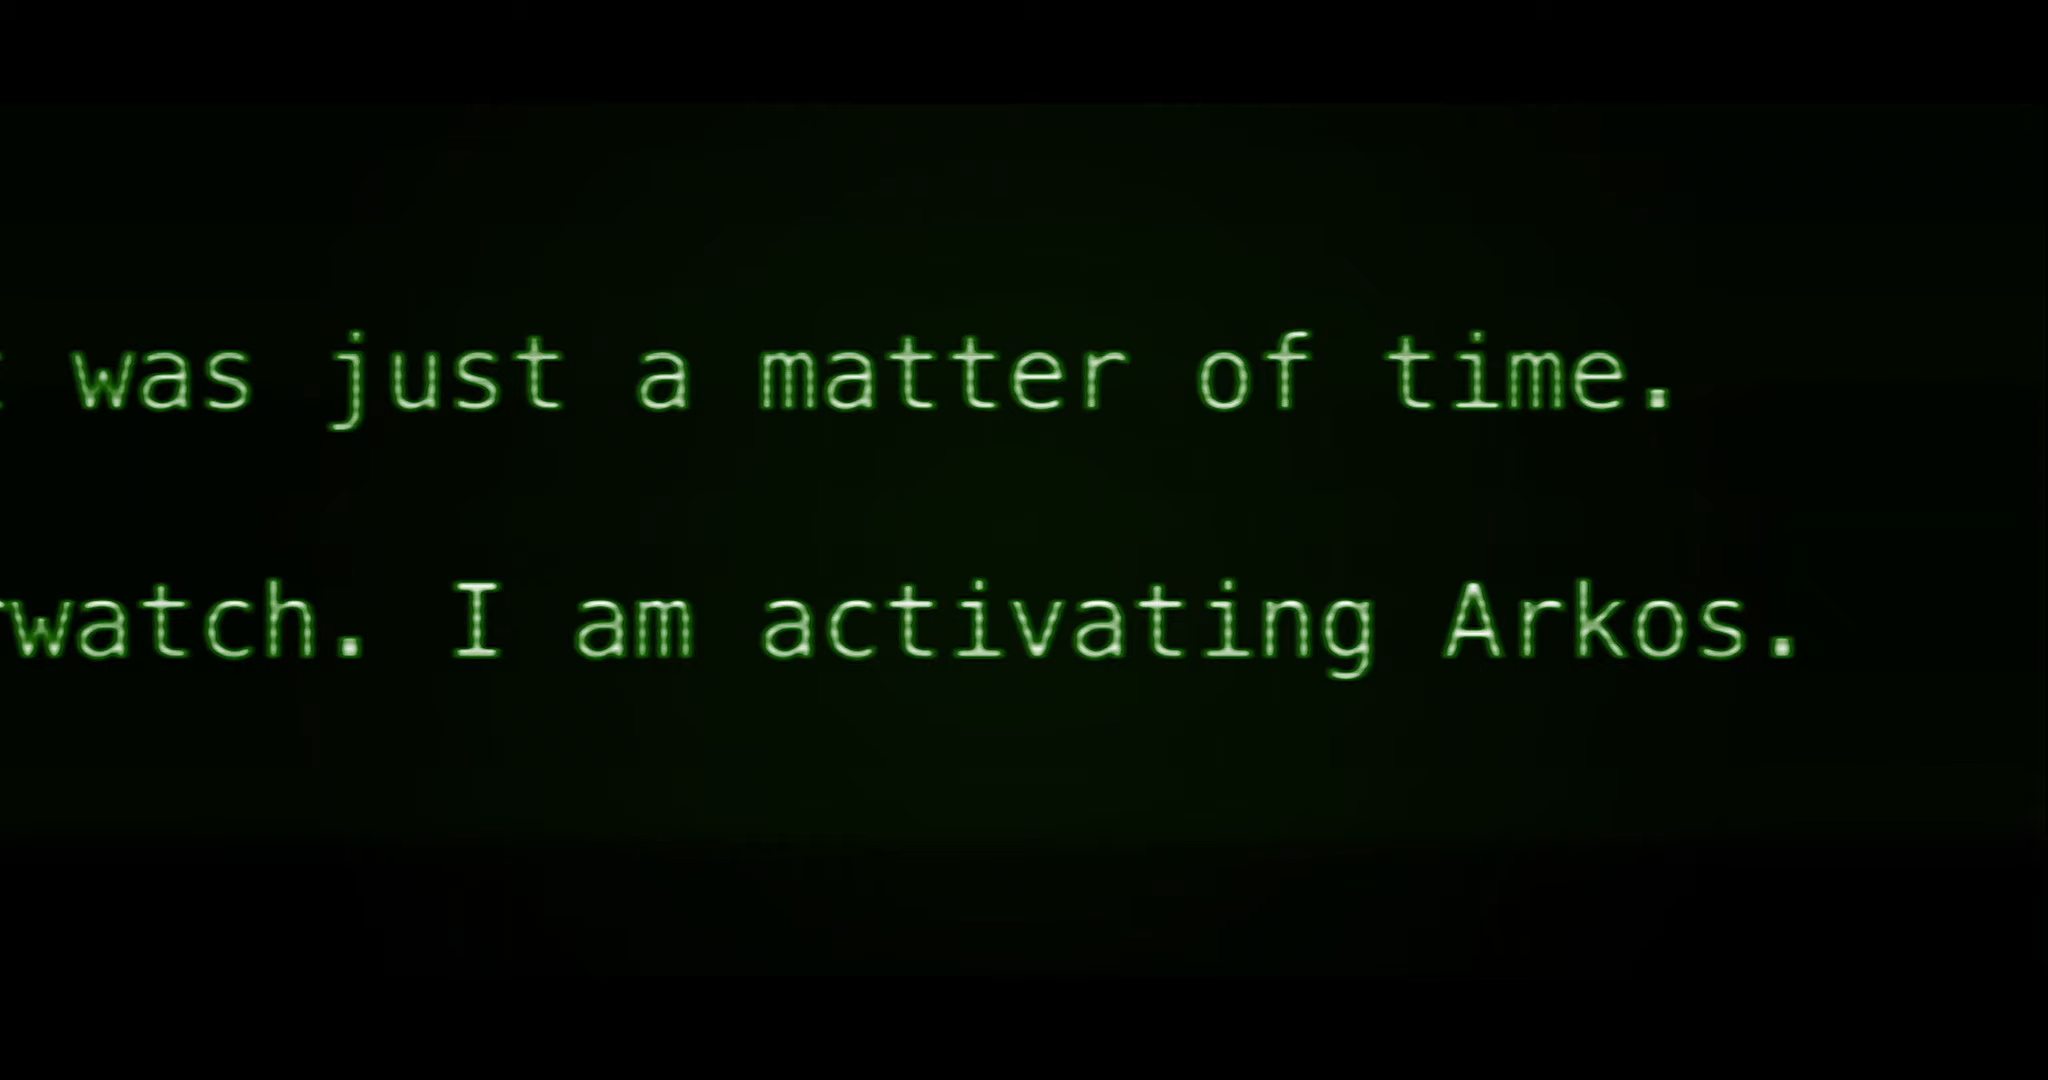 was just a matter of time.
watch. I am activating Arkos.